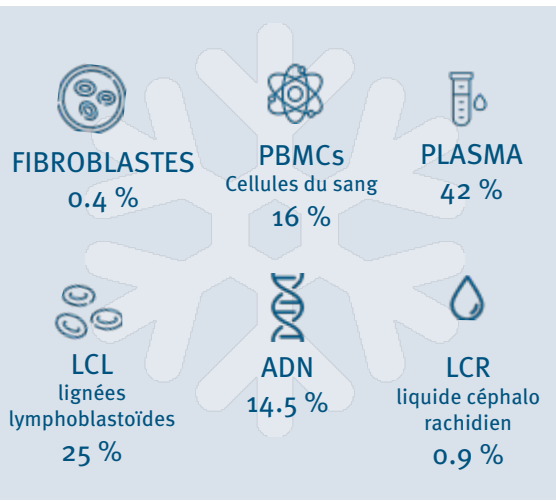 FIBROBLASTES
0.4 %
PBMCs
Cellules du sang
16 %
PLASMA
42 %
LCL
lignées
lymphoblastoïdes
25 %
ADN
14.5 %
LCR
liquide céphalo
rachidien
0.9 %